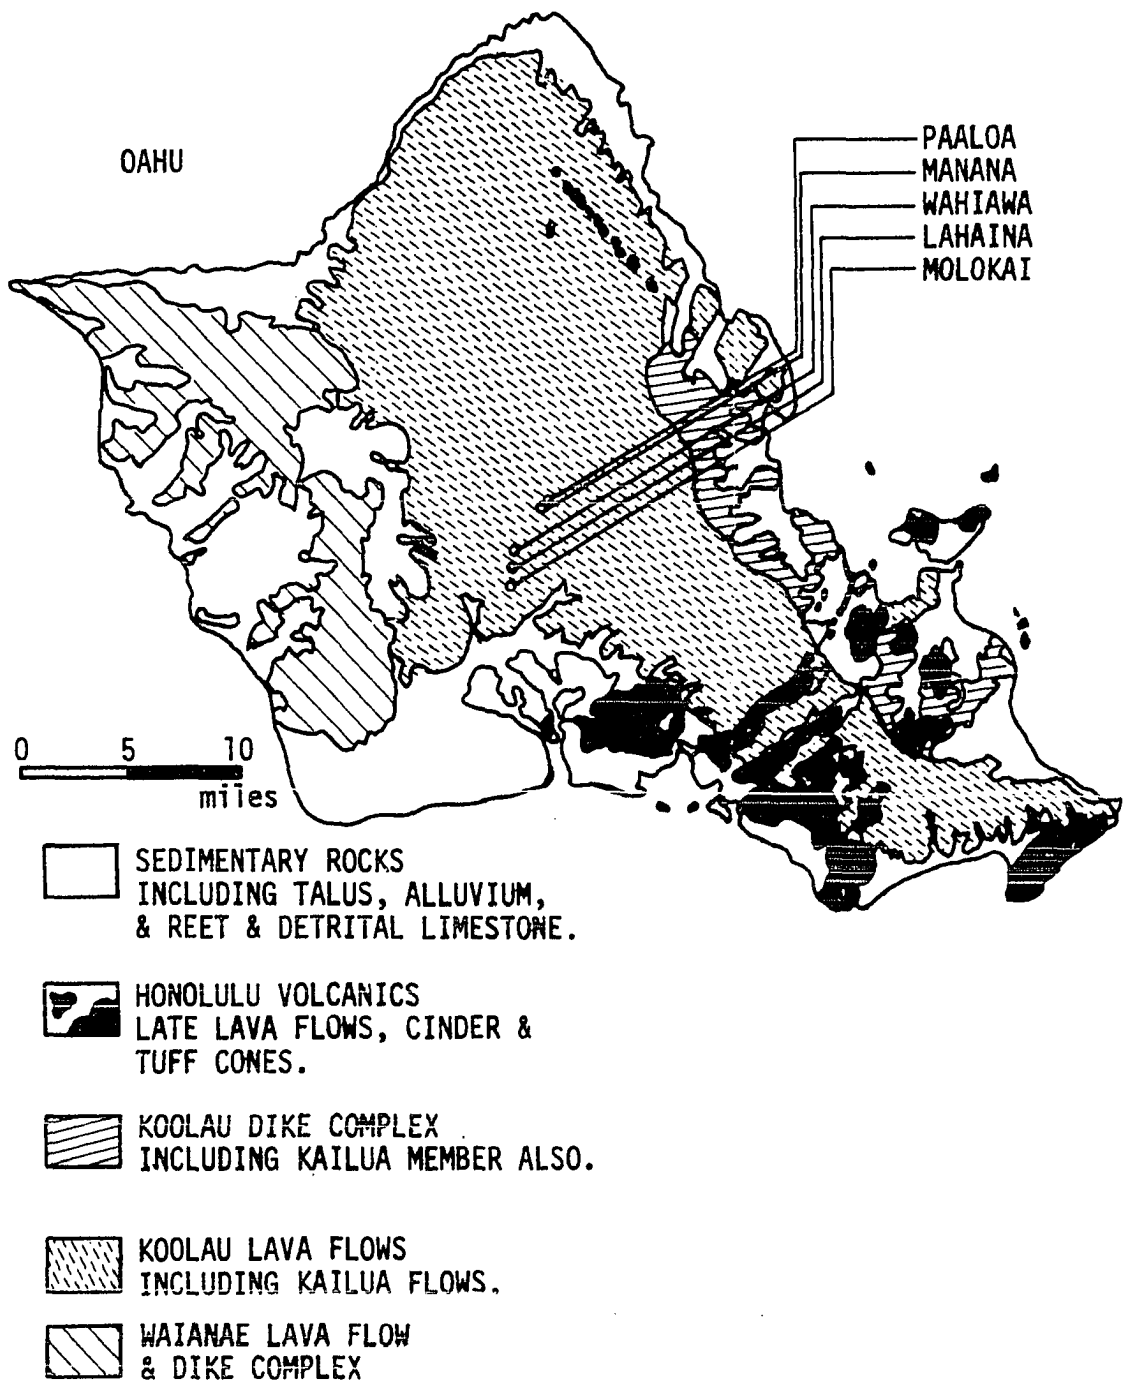 OAHU
PAALOA
MANANA
WAHIAWA
LAHAINA
MOLOKAI
0 5 10
miles
SEDIMENTARY ROCKS
INCLUDING TALUS, ALLUVIUM,
& REET & DETRITAL LIMESTONE.
HONOLULU VOLCANICS
LATE LAVA FLOWS, CINDER &
TUFF CONES.
KOOLAU DIKE COMPLEX
INCLUDING KAILUA MEMBER ALSO.
KOOLAU LAVA FLOWS
INCLUDING KAILUA FLOWS.
WAIANAE LAVA FLOW
& DIKE COMPLEX